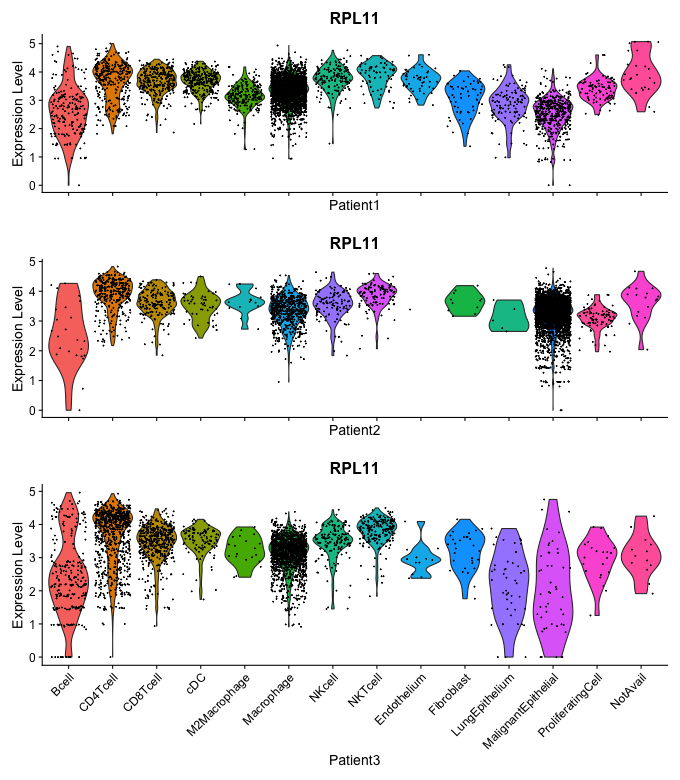 RPL11
Expression Level
5
4
3
2
1
0
Patient1
RPL11
Expression Level
5
4
3
2
1
0
Patient2
RPL11
Expression Level
5
4
3
2
1
0
Bcell
CD4Tcell
CD8Tcell
cDC
M2Macrophage
Macrophage
NKcell
NKTcell
Endothelium
Fibroblast
LungEpithelium
MalignantEpithelial
ProliferatingCell
NotAvail
Patient3